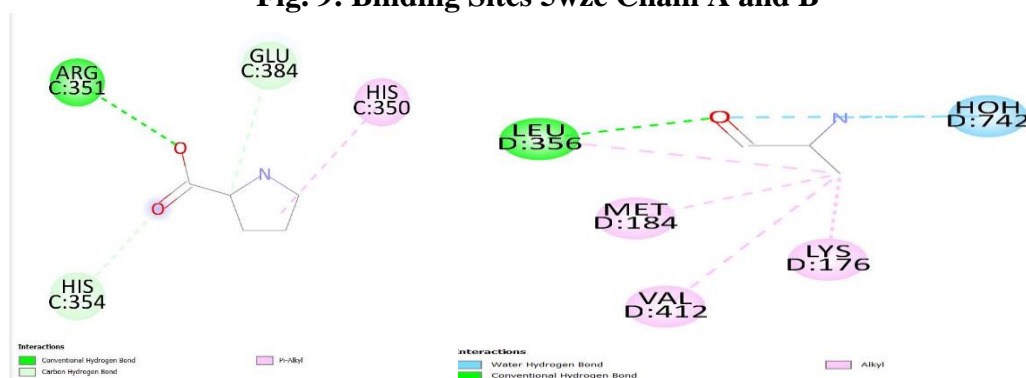 Fig. 9: Binding Sites 5wze Chain A and B
ARG
C:351
GLU
C:384
HIS
C:350
O
N
O
HIS
C:354
Interactions
Conventional Hydrogen Bond
Carbon Hydrogen Bond
Pi-Alkyl
LEU
D:356
O
N
HOH
D:742
MET
D:184
LYS
D:176
VAL
D:412
Interactions
Water Hydrogen Bond
Conventional Hydrogen Bond
Alkyl